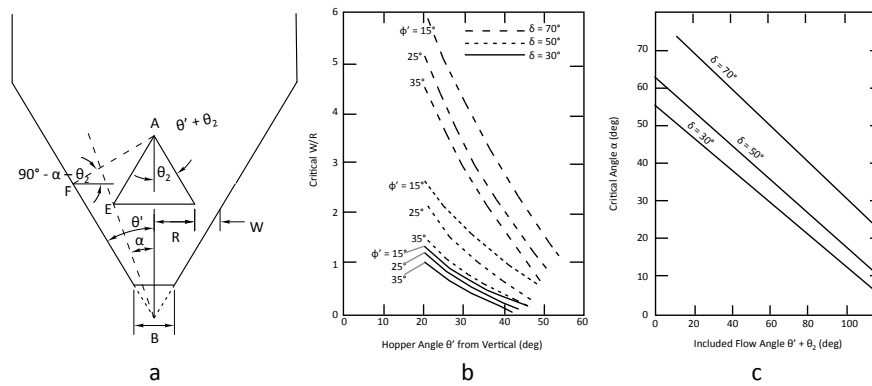 A
θ' + θ₂
90° - α – θ₂
θ₂
F
E
θ'
R
W
α
B
a
Critical W/R
6
5
4
3
2
1
0
ϕ' = 15°
25°
35°
δ = 70°
δ = 50°
δ = 30°
ϕ' = 15°
25°
35°
ϕ' = 15°
25°
35°
0 10 20 30 40 50 60
Hopper Angle θ' from Vertical (deg)
b
Critical Angle α (deg)
70
60
50
40
30
20
10
0
δ = 70°
δ = 50°
δ = 30°
0 20 40 60 80 100
Included Flow Angle θ' + θ₂ (deg)
c